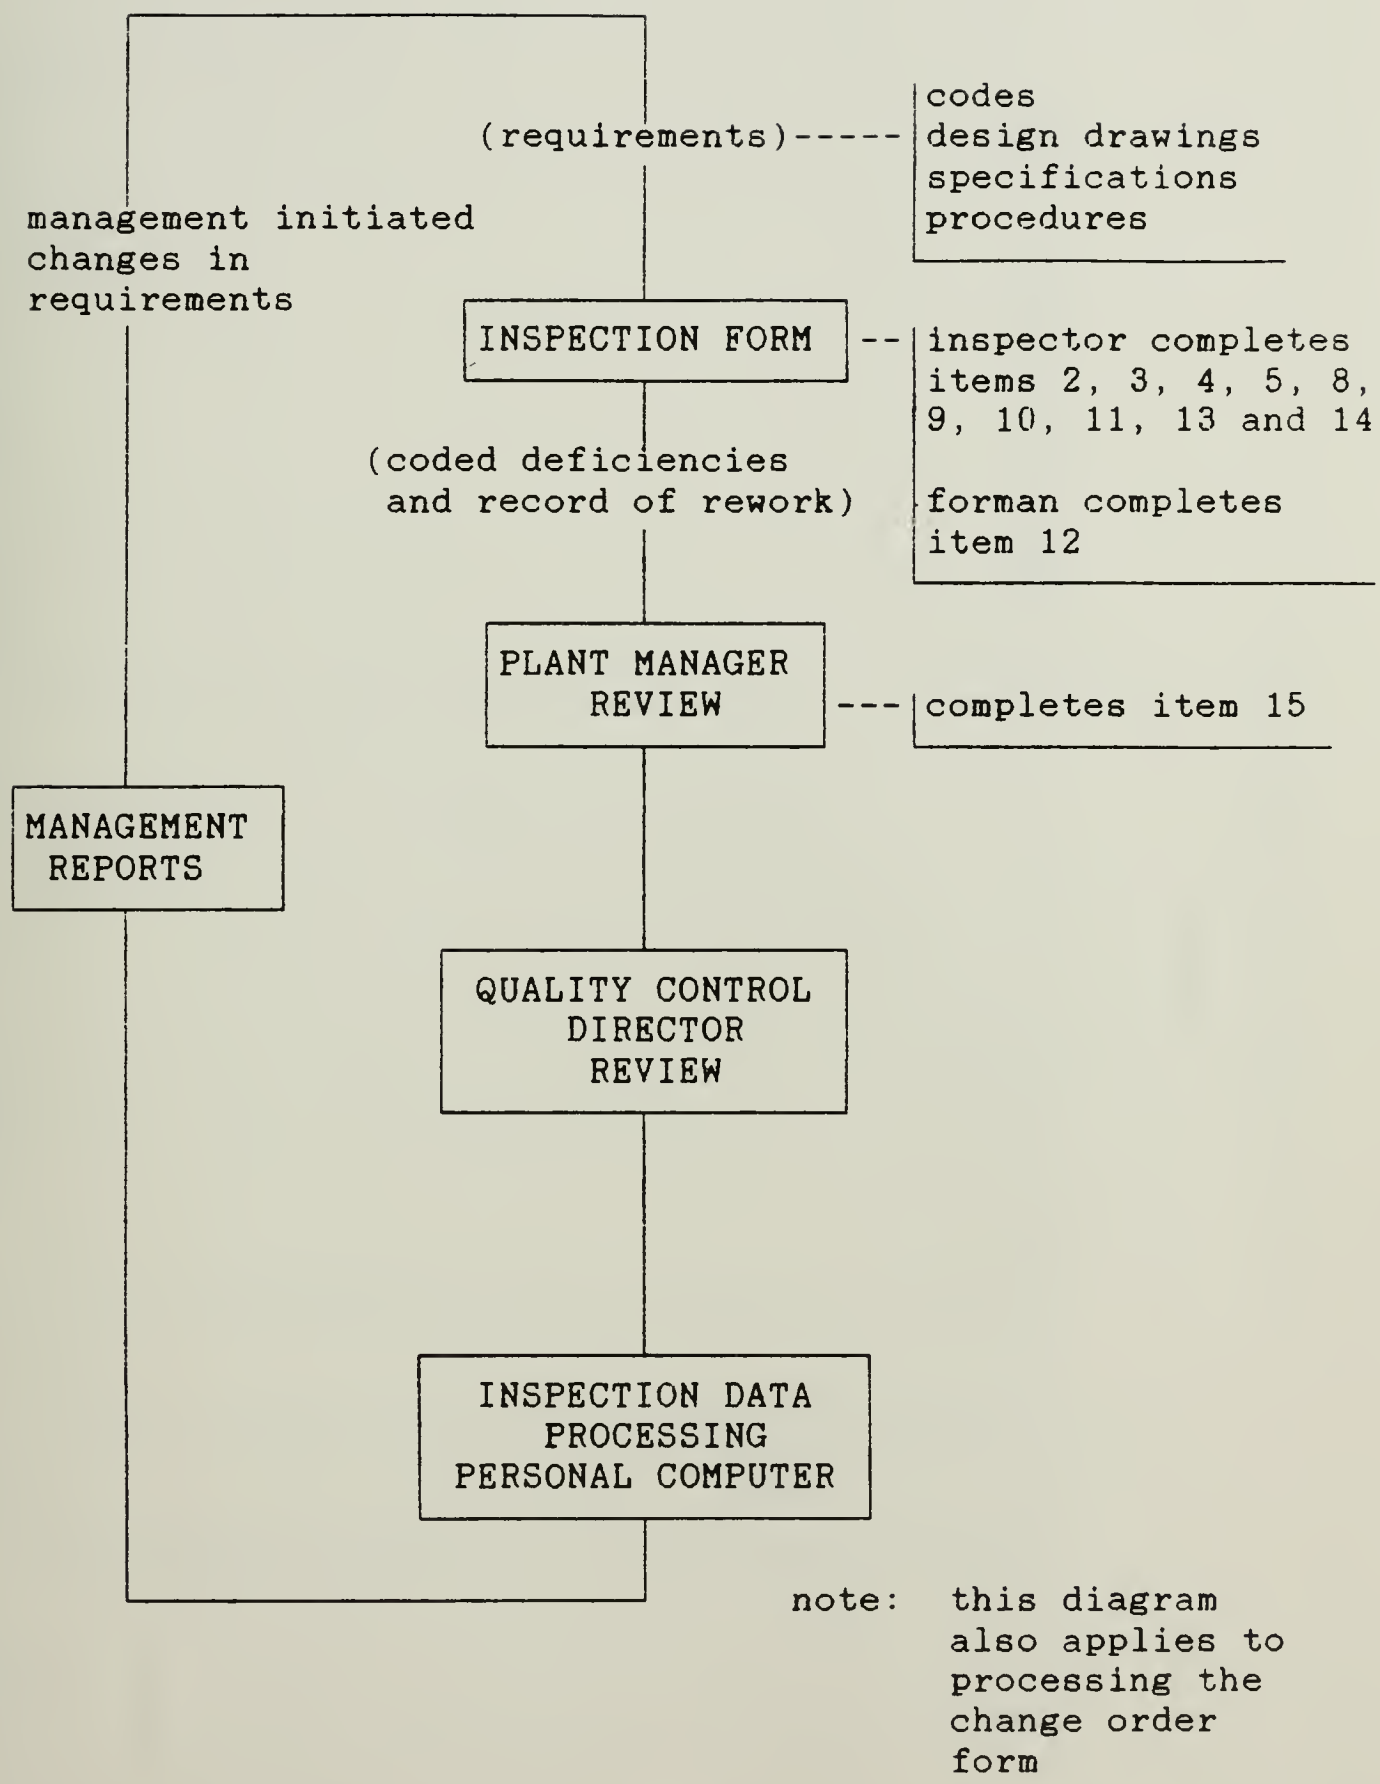 (requirements)-----
codes
design drawings
specifications
procedures
management initiated
changes in
requirements
INSPECTION FORM
--
inspector completes
items 2, 3, 4, 5, 8,
9, 10, 11, 13 and 14
forman completes
item 12
(coded deficiencies
and record of rework)
PLANT MANAGER
REVIEW
---
completes item 15
MANAGEMENT
REPORTS
QUALITY CONTROL
DIRECTOR
REVIEW
INSPECTION DATA
PROCESSING
PERSONAL COMPUTER
note: this diagram
also applies to
processing the
change order
form